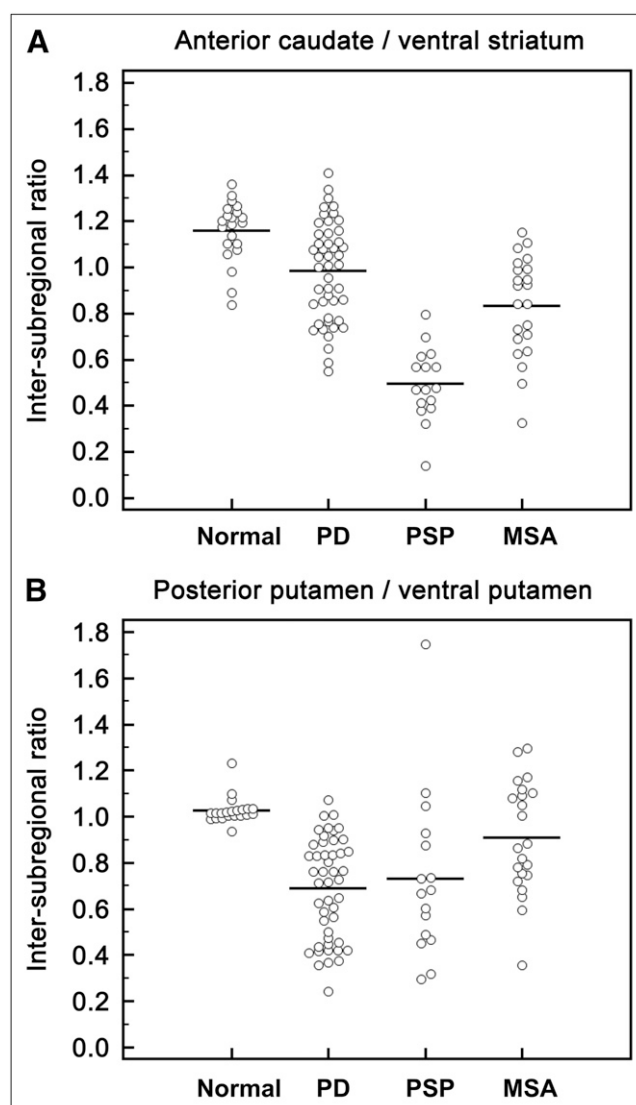 A
Anterior caudate / ventral striatum
Inter-subregional ratio
1.8
1.6
1.4
1.2
1.0
0.8
0.6
0.4
0.2
0.0
Normal PD PSP MSA
B
Posterior putamen / ventral putamen
Inter-subregional ratio
1.8
1.6
1.4
1.2
1.0
0.8
0.6
0.4
0.2
0.0
Normal PD PSP MSA